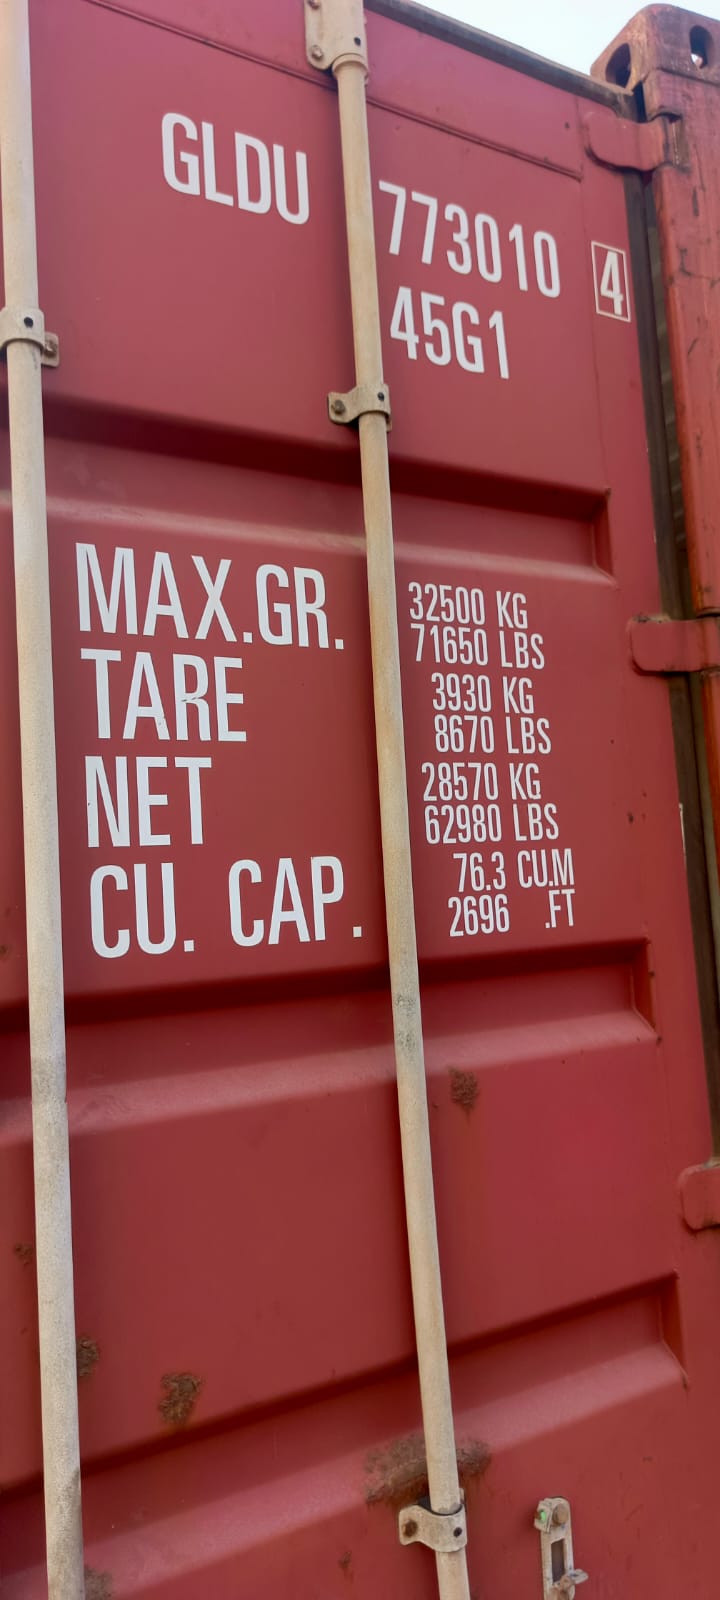 GLDU 773010 4
45G1
MAX.GR. 32500 KG
71650 LBS
TARE 3930 KG
8670 LBS
NET 28570 KG
62980 LBS
CU. CAP. 76.3 CU.M
2696 .FT